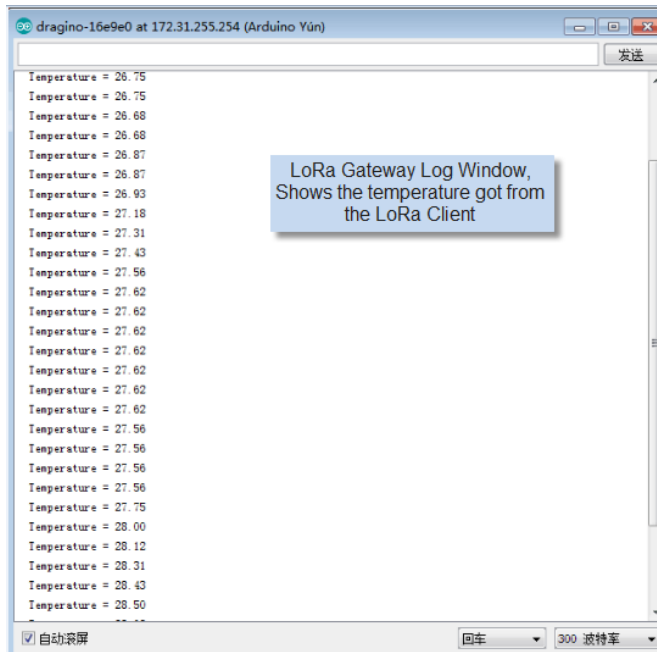 dragino-16e9e0 at 172.31.255.254 (Arduino Yún)
发送
Temperature = 26.75
Temperature = 26.75
Temperature = 26.68
Temperature = 26.68
Temperature = 26.87
Temperature = 26.87
Temperature = 26.93
Temperature = 27.18
Temperature = 27.31
Temperature = 27.43
Temperature = 27.56
Temperature = 27.62
Temperature = 27.62
Temperature = 27.62
Temperature = 27.62
Temperature = 27.62
Temperature = 27.62
Temperature = 27.62
Temperature = 27.56
Temperature = 27.56
Temperature = 27.56
Temperature = 27.56
Temperature = 27.75
Temperature = 28.00
Temperature = 28.12
Temperature = 28.31
Temperature = 28.43
Temperature = 28.50
LoRa Gateway Log Window,
Shows the temperature got from
the LoRa Client
自动滚屏
回车
300 波特率